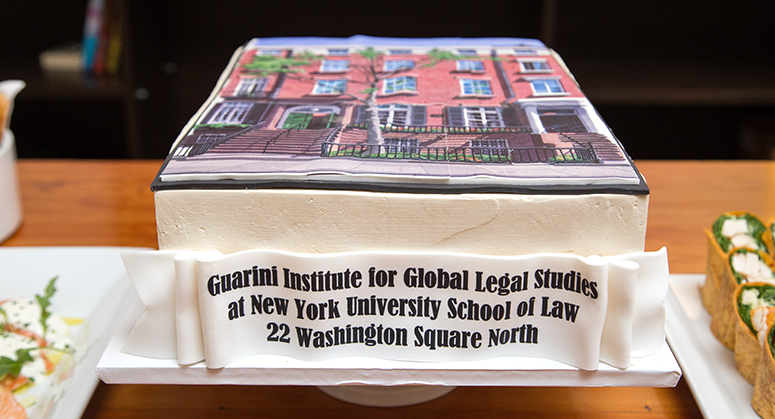 Guarini Institute for Global Legal Studies
at New York University School of Law
22 Washington Square North